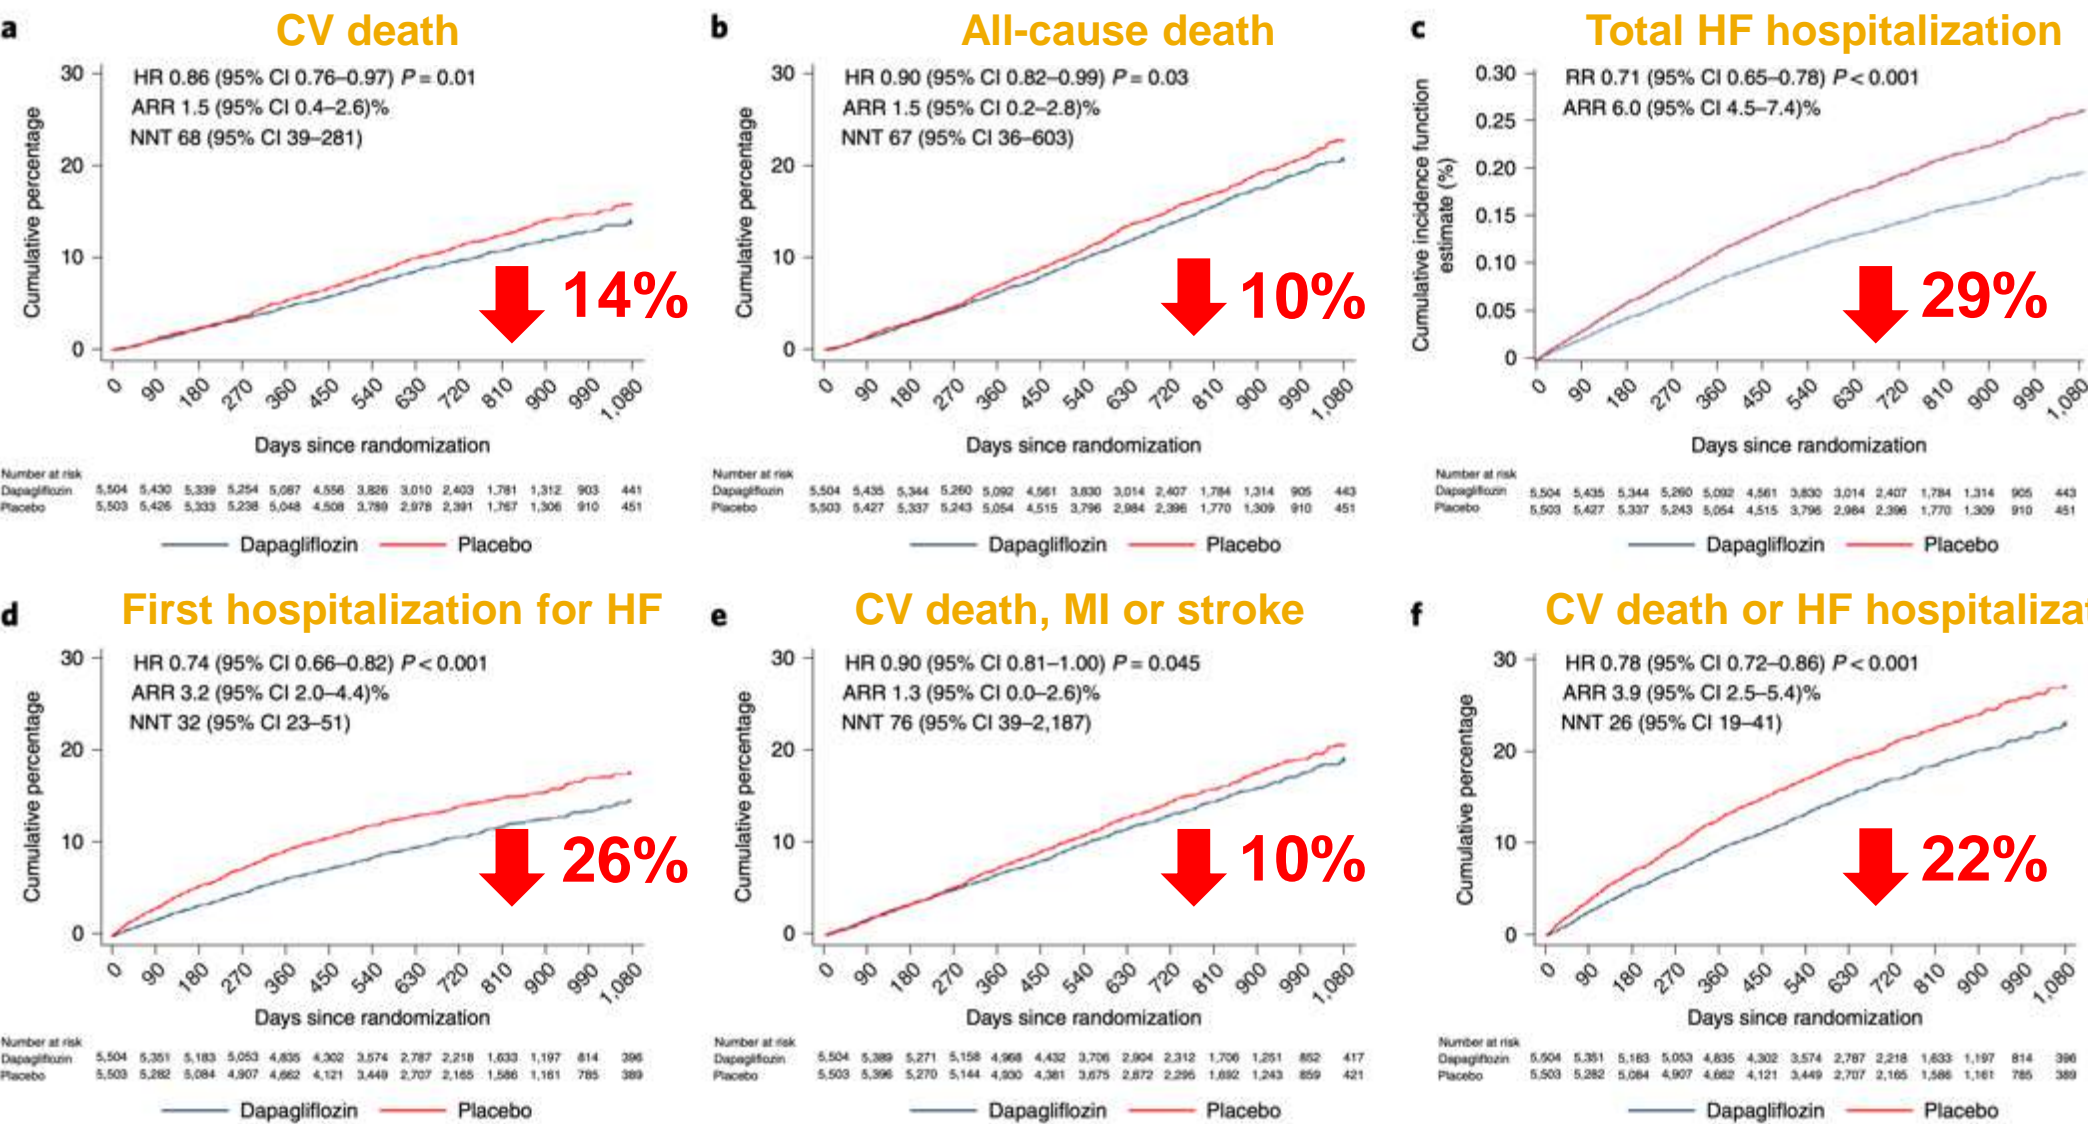 a CV death
HR 0.86 (95% CI 0.76–0.97) P = 0.01
ARR 1.5 (95% CI 0.4–2.6)%
NNT 68 (95% CI 39–281)
Cumulative percentage
30
20
10
0
14%
0 90 180 270 360 450 540 630 720 810 900 990 1,080
Days since randomization
Number at risk
Dapagliflozin 5,504 5,430 5,339 5,254 5,087 4,556 3,826 3,010 2,403 1,781 1,312 903 441
Placebo 5,503 5,426 5,333 5,238 5,048 4,508 3,789 2,978 2,391 1,767 1,306 910 451
Dapagliflozin Placebo
b All-cause death
HR 0.90 (95% CI 0.82–0.99) P = 0.03
ARR 1.5 (95% CI 0.2–2.8)%
NNT 67 (95% CI 36–603)
Cumulative percentage
30
20
10
0
10%
0 90 180 270 360 450 540 630 720 810 900 990 1,080
Days since randomization
Number at risk
Dapagliflozin 5,504 5,435 5,344 5,260 5,092 4,561 3,830 3,014 2,407 1,784 1,314 905 443
Placebo 5,503 5,427 5,337 5,243 5,054 4,515 3,796 2,984 2,396 1,770 1,309 910 451
Dapagliflozin Placebo
c Total HF hospitalization
RR 0.71 (95% CI 0.65–0.78) P < 0.001
ARR 6.0 (95% CI 4.5–7.4)%
Cumulative incidence function
estimate (%)
0.30
0.25
0.20
0.15
0.10
0.05
0
29%
0 90 180 270 360 450 540 630 720 810 900 990 1,080
Days since randomization
Number at risk
Dapagliflozin 5,504 5,435 5,344 5,260 5,092 4,561 3,830 3,014 2,407 1,784 1,314 905 443
Placebo 5,503 5,427 5,337 5,243 5,054 4,515 3,796 2,984 2,396 1,770 1,309 910 451
Dapagliflozin Placebo
d First hospitalization for HF
HR 0.74 (95% CI 0.66–0.82) P < 0.001
ARR 3.2 (95% CI 2.0–4.4)%
NNT 32 (95% CI 23–51)
Cumulative percentage
30
20
10
0
26%
0 90 180 270 360 450 540 630 720 810 900 990 1,080
Days since randomization
Number at risk
Dapagliflozin 5,504 5,351 5,183 5,053 4,835 4,302 3,574 2,787 2,218 1,633 1,197 814 396
Placebo 5,503 5,282 5,084 4,907 4,662 4,121 3,449 2,707 2,165 1,586 1,161 785 389
Dapagliflozin Placebo
e CV death, MI or stroke
HR 0.90 (95% CI 0.81–1.00) P = 0.045
ARR 1.3 (95% CI 0.0–2.6)%
NNT 76 (95% CI 39–2,187)
Cumulative percentage
30
20
10
0
10%
0 90 180 270 360 450 540 630 720 810 900 990 1,080
Days since randomization
Number at risk
Dapagliflozin 5,504 5,389 5,271 5,158 4,968 4,432 3,706 2,904 2,312 1,706 1,251 852 417
Placebo 5,503 5,396 5,270 5,144 4,930 4,381 3,675 2,872 2,295 1,692 1,243 859 421
Dapagliflozin Placebo
f CV death or HF hospitalizat
HR 0.78 (95% CI 0.72–0.86) P < 0.001
ARR 3.9 (95% CI 2.5–5.4)%
NNT 26 (95% CI 19–41)
Cumulative percentage
30
20
10
0
22%
0 90 180 270 360 450 540 630 720 810 900 990 1,080
Days since randomization
Number at risk
Dapagliflozin 5,504 5,351 5,183 5,053 4,835 4,302 3,574 2,787 2,218 1,633 1,197 814 396
Placebo 5,503 5,282 5,084 4,907 4,662 4,121 3,449 2,707 2,165 1,586 1,161 785 389
Dapagliflozin Placebo